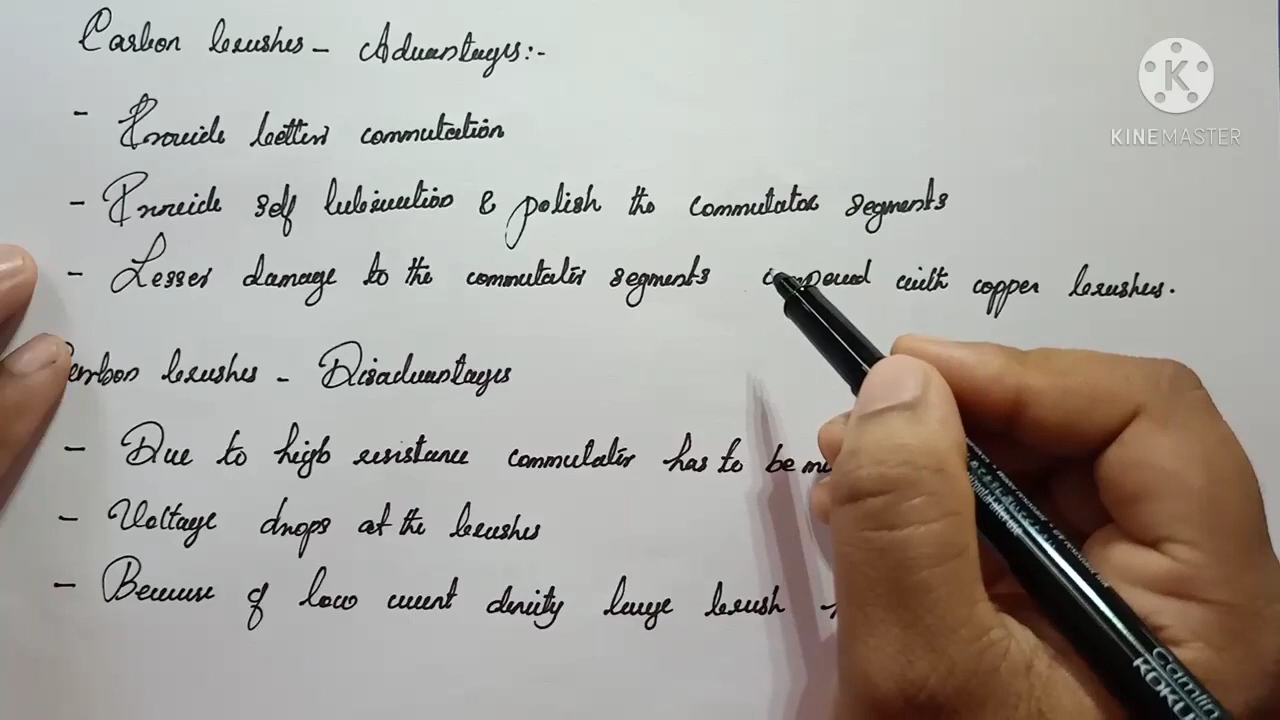 Carbon brushes - Advantages:-
K
KINEMASTER
- Provide better commutation
- Provide self lubrication & polish the commutator segments
- Lesser damage to the commutator segments compared with copper brushes.
Carbon brushes - Disadvantages
- Due to high resistance commutator has to be
- Voltage drops at the brushes
- Because of low current density large brush
camlin
KOKU